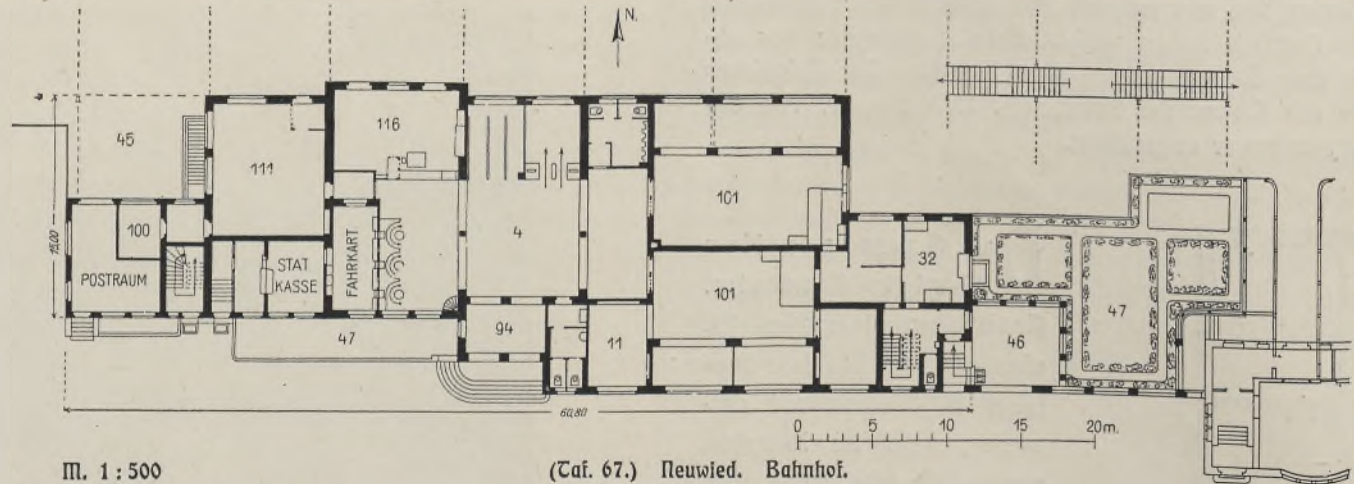 N.
45
111
116
101
15,00
100
4
POSTRAUM
STAT
KASSE
FAHRKART
32
101
94
11
47
46
47
60,80
0 5 10 15 20 m.
M. 1 : 500
(Taf. 67.) Neuwied. Bahnhof.